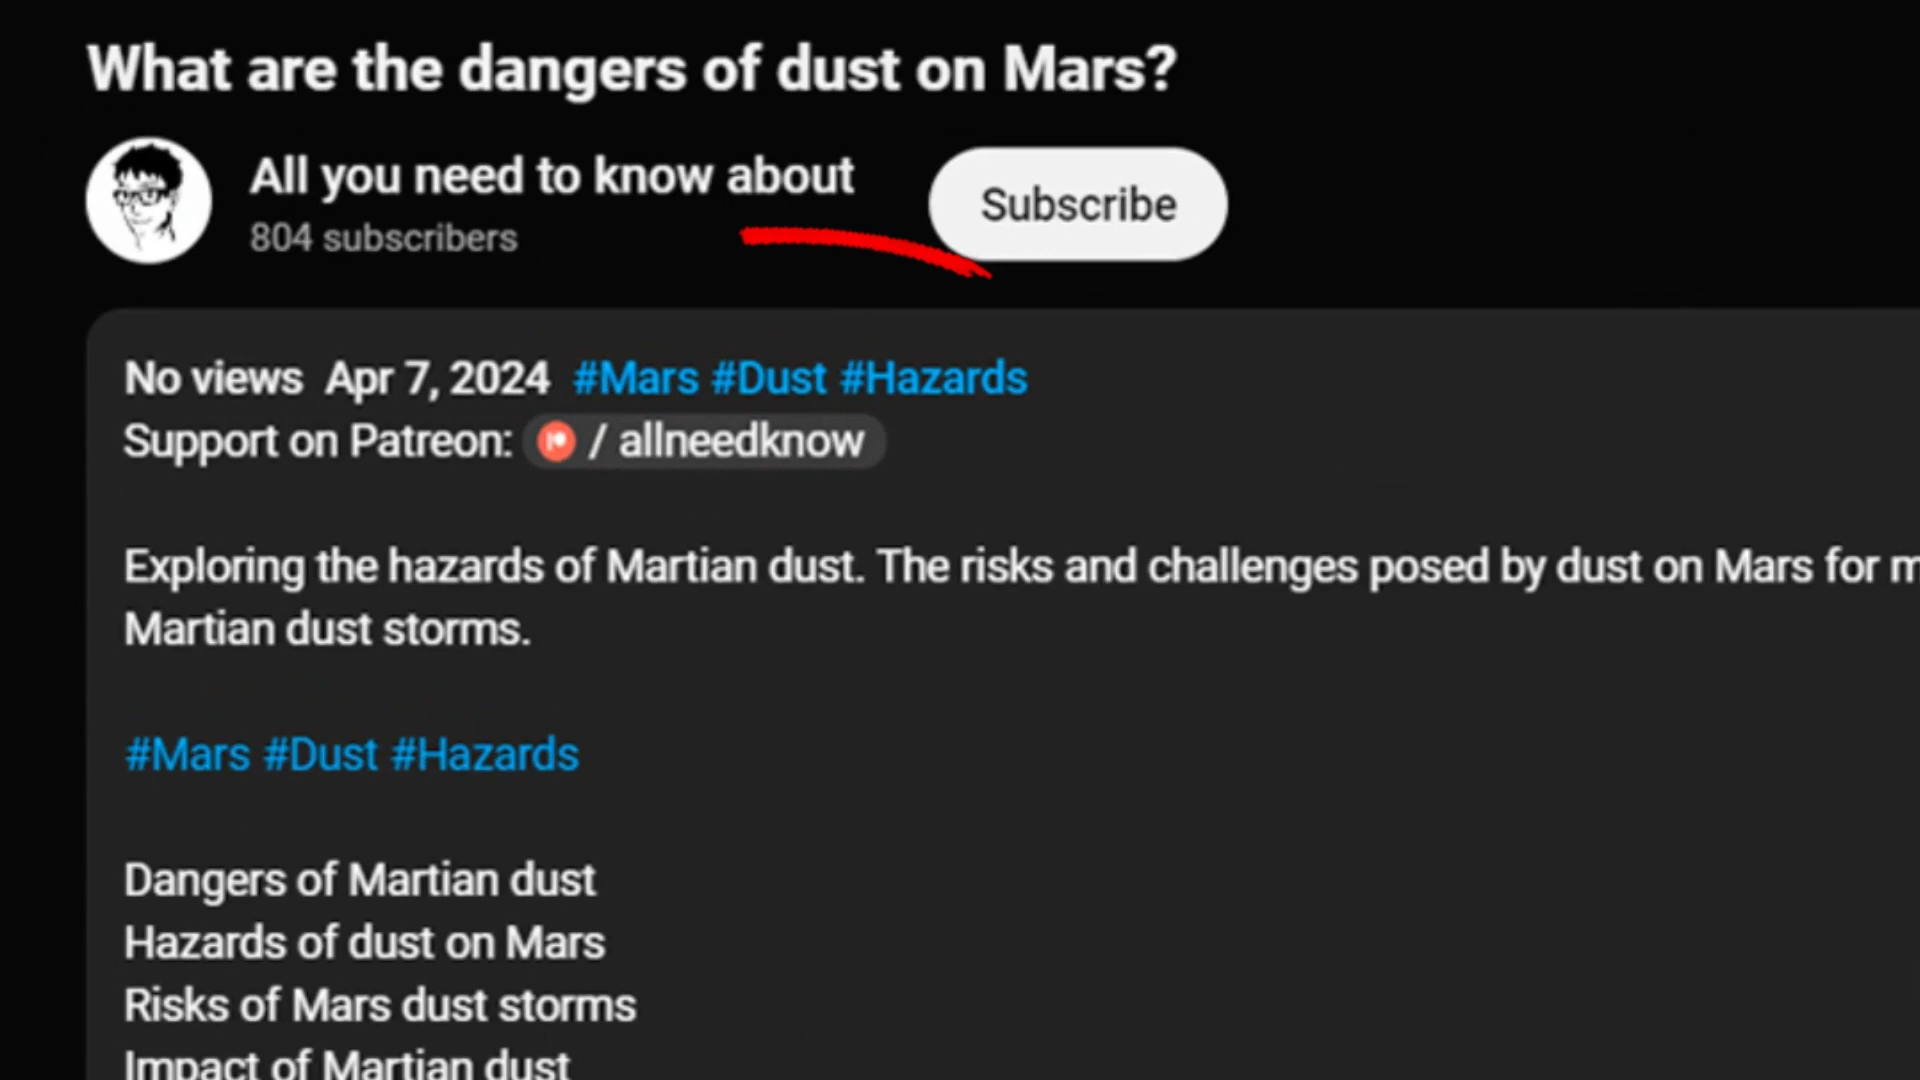 What are the dangers of dust on Mars?
All you need to know about
804 subscribers
Subscribe
No views Apr 7, 2024 #Mars #Dust #Hazards
Support on Patreon: / allneedknow
Exploring the hazards of Martian dust. The risks and challenges posed by dust on Mars for
Martian dust storms.
#Mars #Dust #Hazards
Dangers of Martian dust
Hazards of dust on Mars
Risks of Mars dust storms
Impact of Martian dust